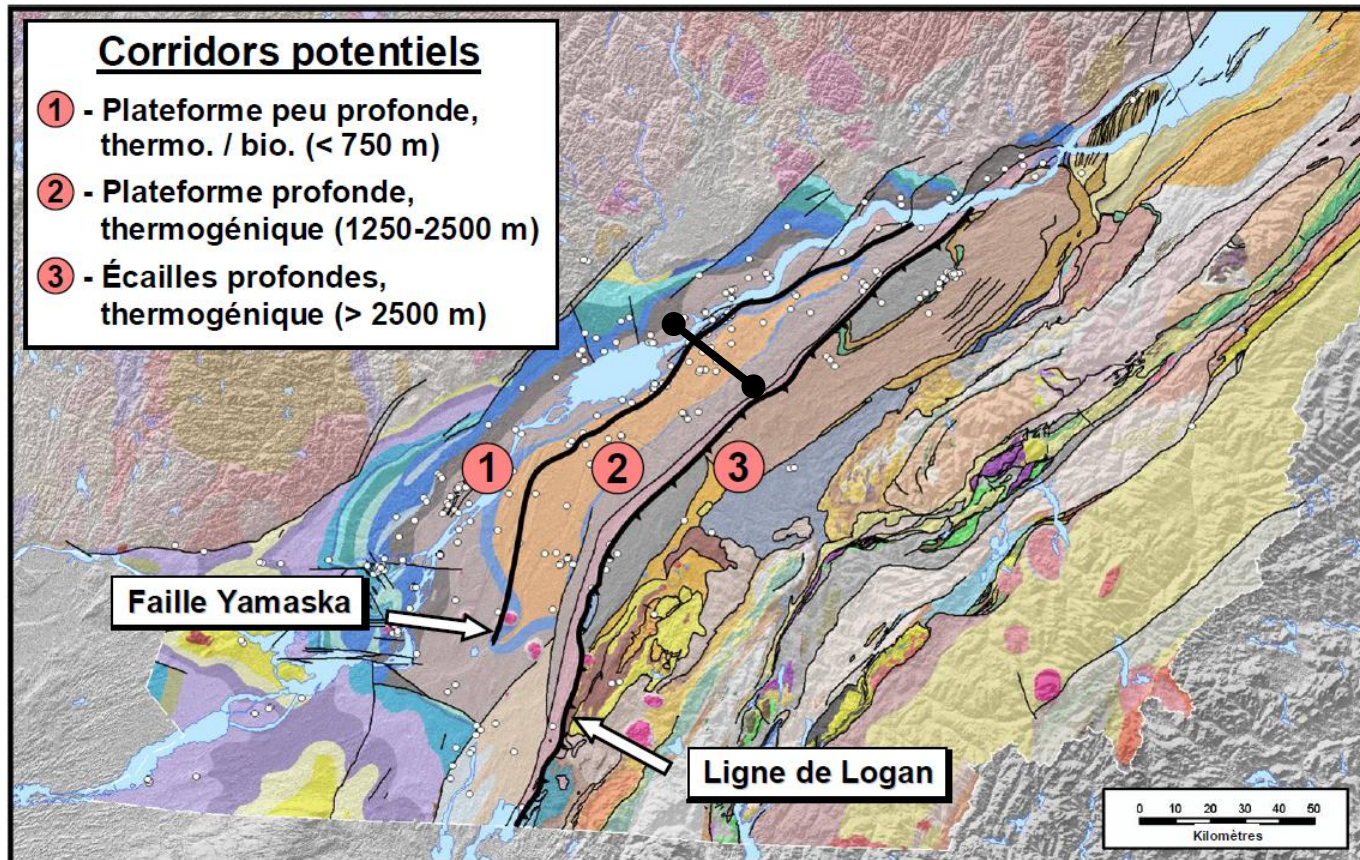 Corridors potentiels
1 - Plateforme peu profonde,
thermo. / bio. (< 750 m)
2 - Plateforme profonde,
thermogénique (1250-2500 m)
3 - Écailles profondes,
thermogénique (> 2500 m)
1
2
3
Faille Yamaska
Ligne de Logan
0 10 20 30 40 50
Kilomètres